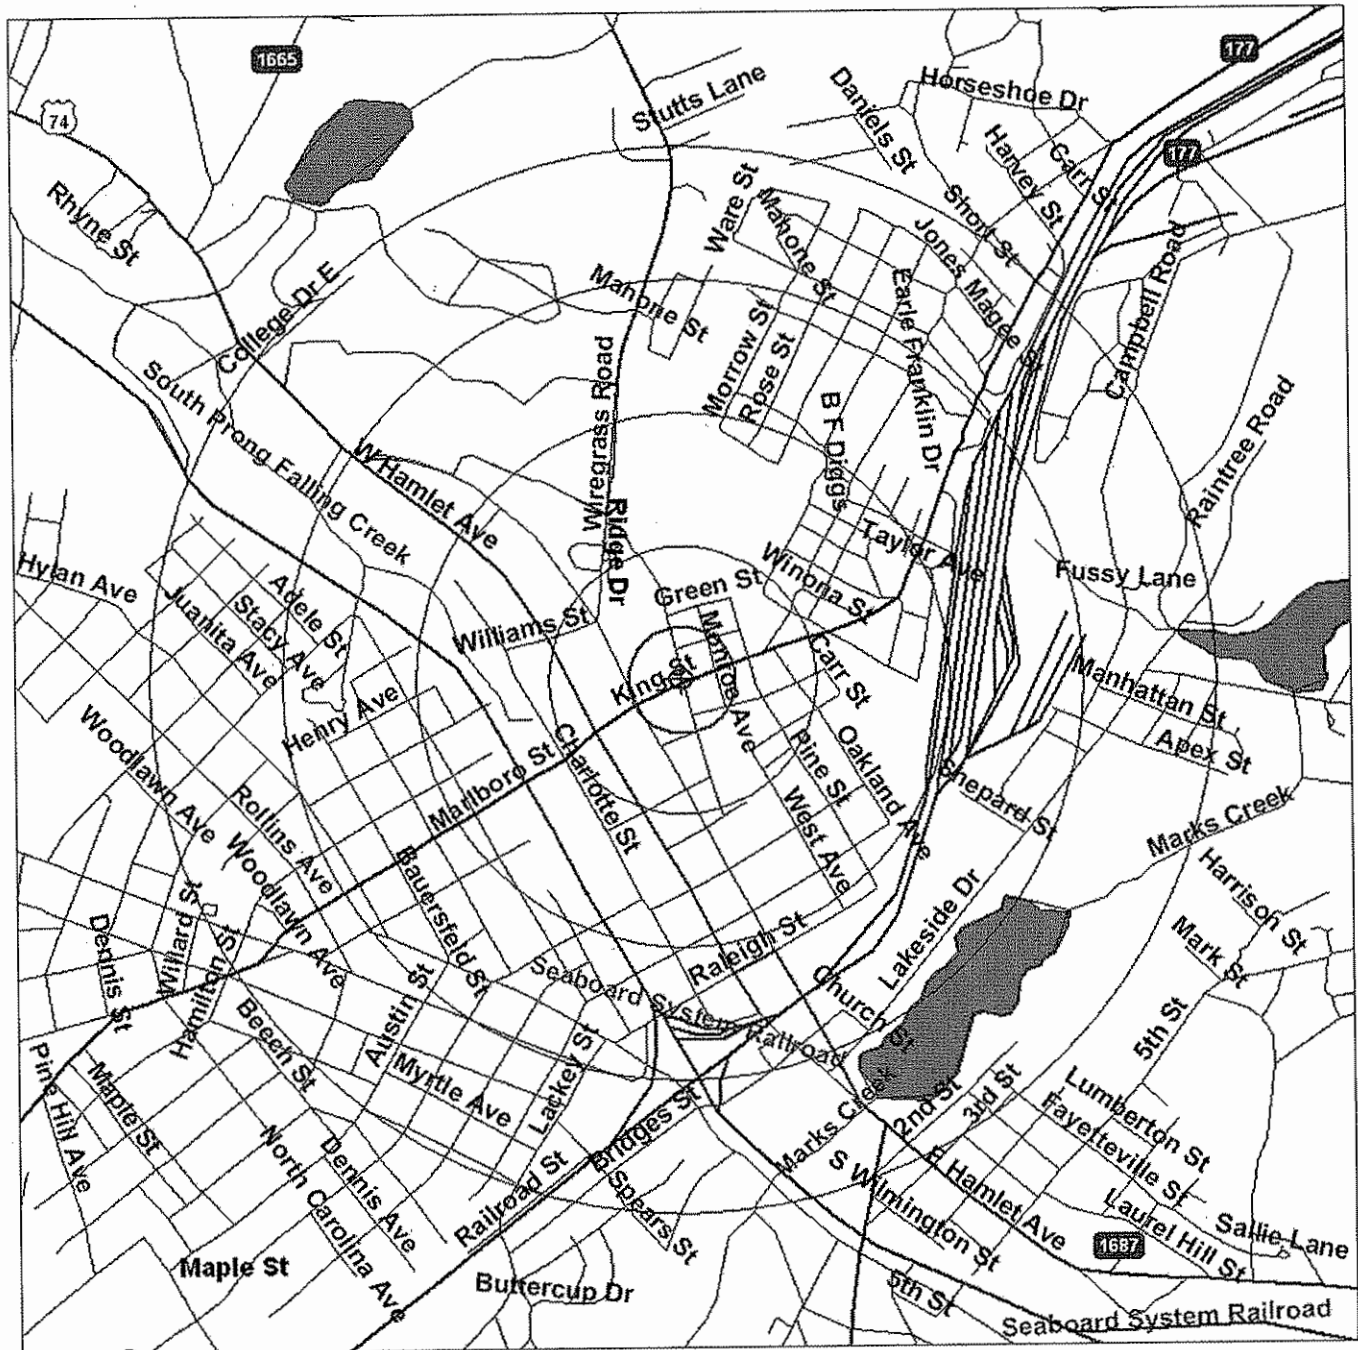 1665
177
74
Stutts Lane
Daniels St
Horseshoe Dr
Harvey St
Carr S
177
Rhyne St
Ware St
Mahone St
Short St
Jones
Magee St
College Dr E
Mahone St
Earle Franklin Dr
Campbell Road
Morrow St
Rose St
Wiregrass Road
South Prong Falling Creek
B F Diggs
Raintree Road
W Hamlet Ave
Ridge Dr
Taylor Ave
Winona St
Fussy Lane
Hylan Ave
Green St
Adele St
Stacy Ave
Juanita Ave
Williams St
Monroe Ave
Carr St
King St
Manhattan St
Henry Ave
Woodlawn Ave
Charlotte St
Marlboro St
Pine St
Oakland Ave
Apex St
Rollins Ave
West Ave
Shepard St
Marks Creek
Woodlawn Ave
Bauersfeld St
Harrison St
Willard St
Lakeside Dr
Dennis St
Hamilton St
Raleigh St
Mark St
Seaboard System Railroad
Church St
Austin St
Beech St
5th St
Lackey St
Myrtle Ave
Pine Hill Ave
Maple St
Bridges St
Marks Creek
2nd St
3rd St
Lumberton St
Fayetteville St
North Carolina Ave
Dennis Ave
Railroad St
Spears St
S Wilmington St
E Hamlet Ave
Laurel Hill St
Sallie Lane
1687
Maple St
Buttercup Dr
5th St
Seaboard System Railroad